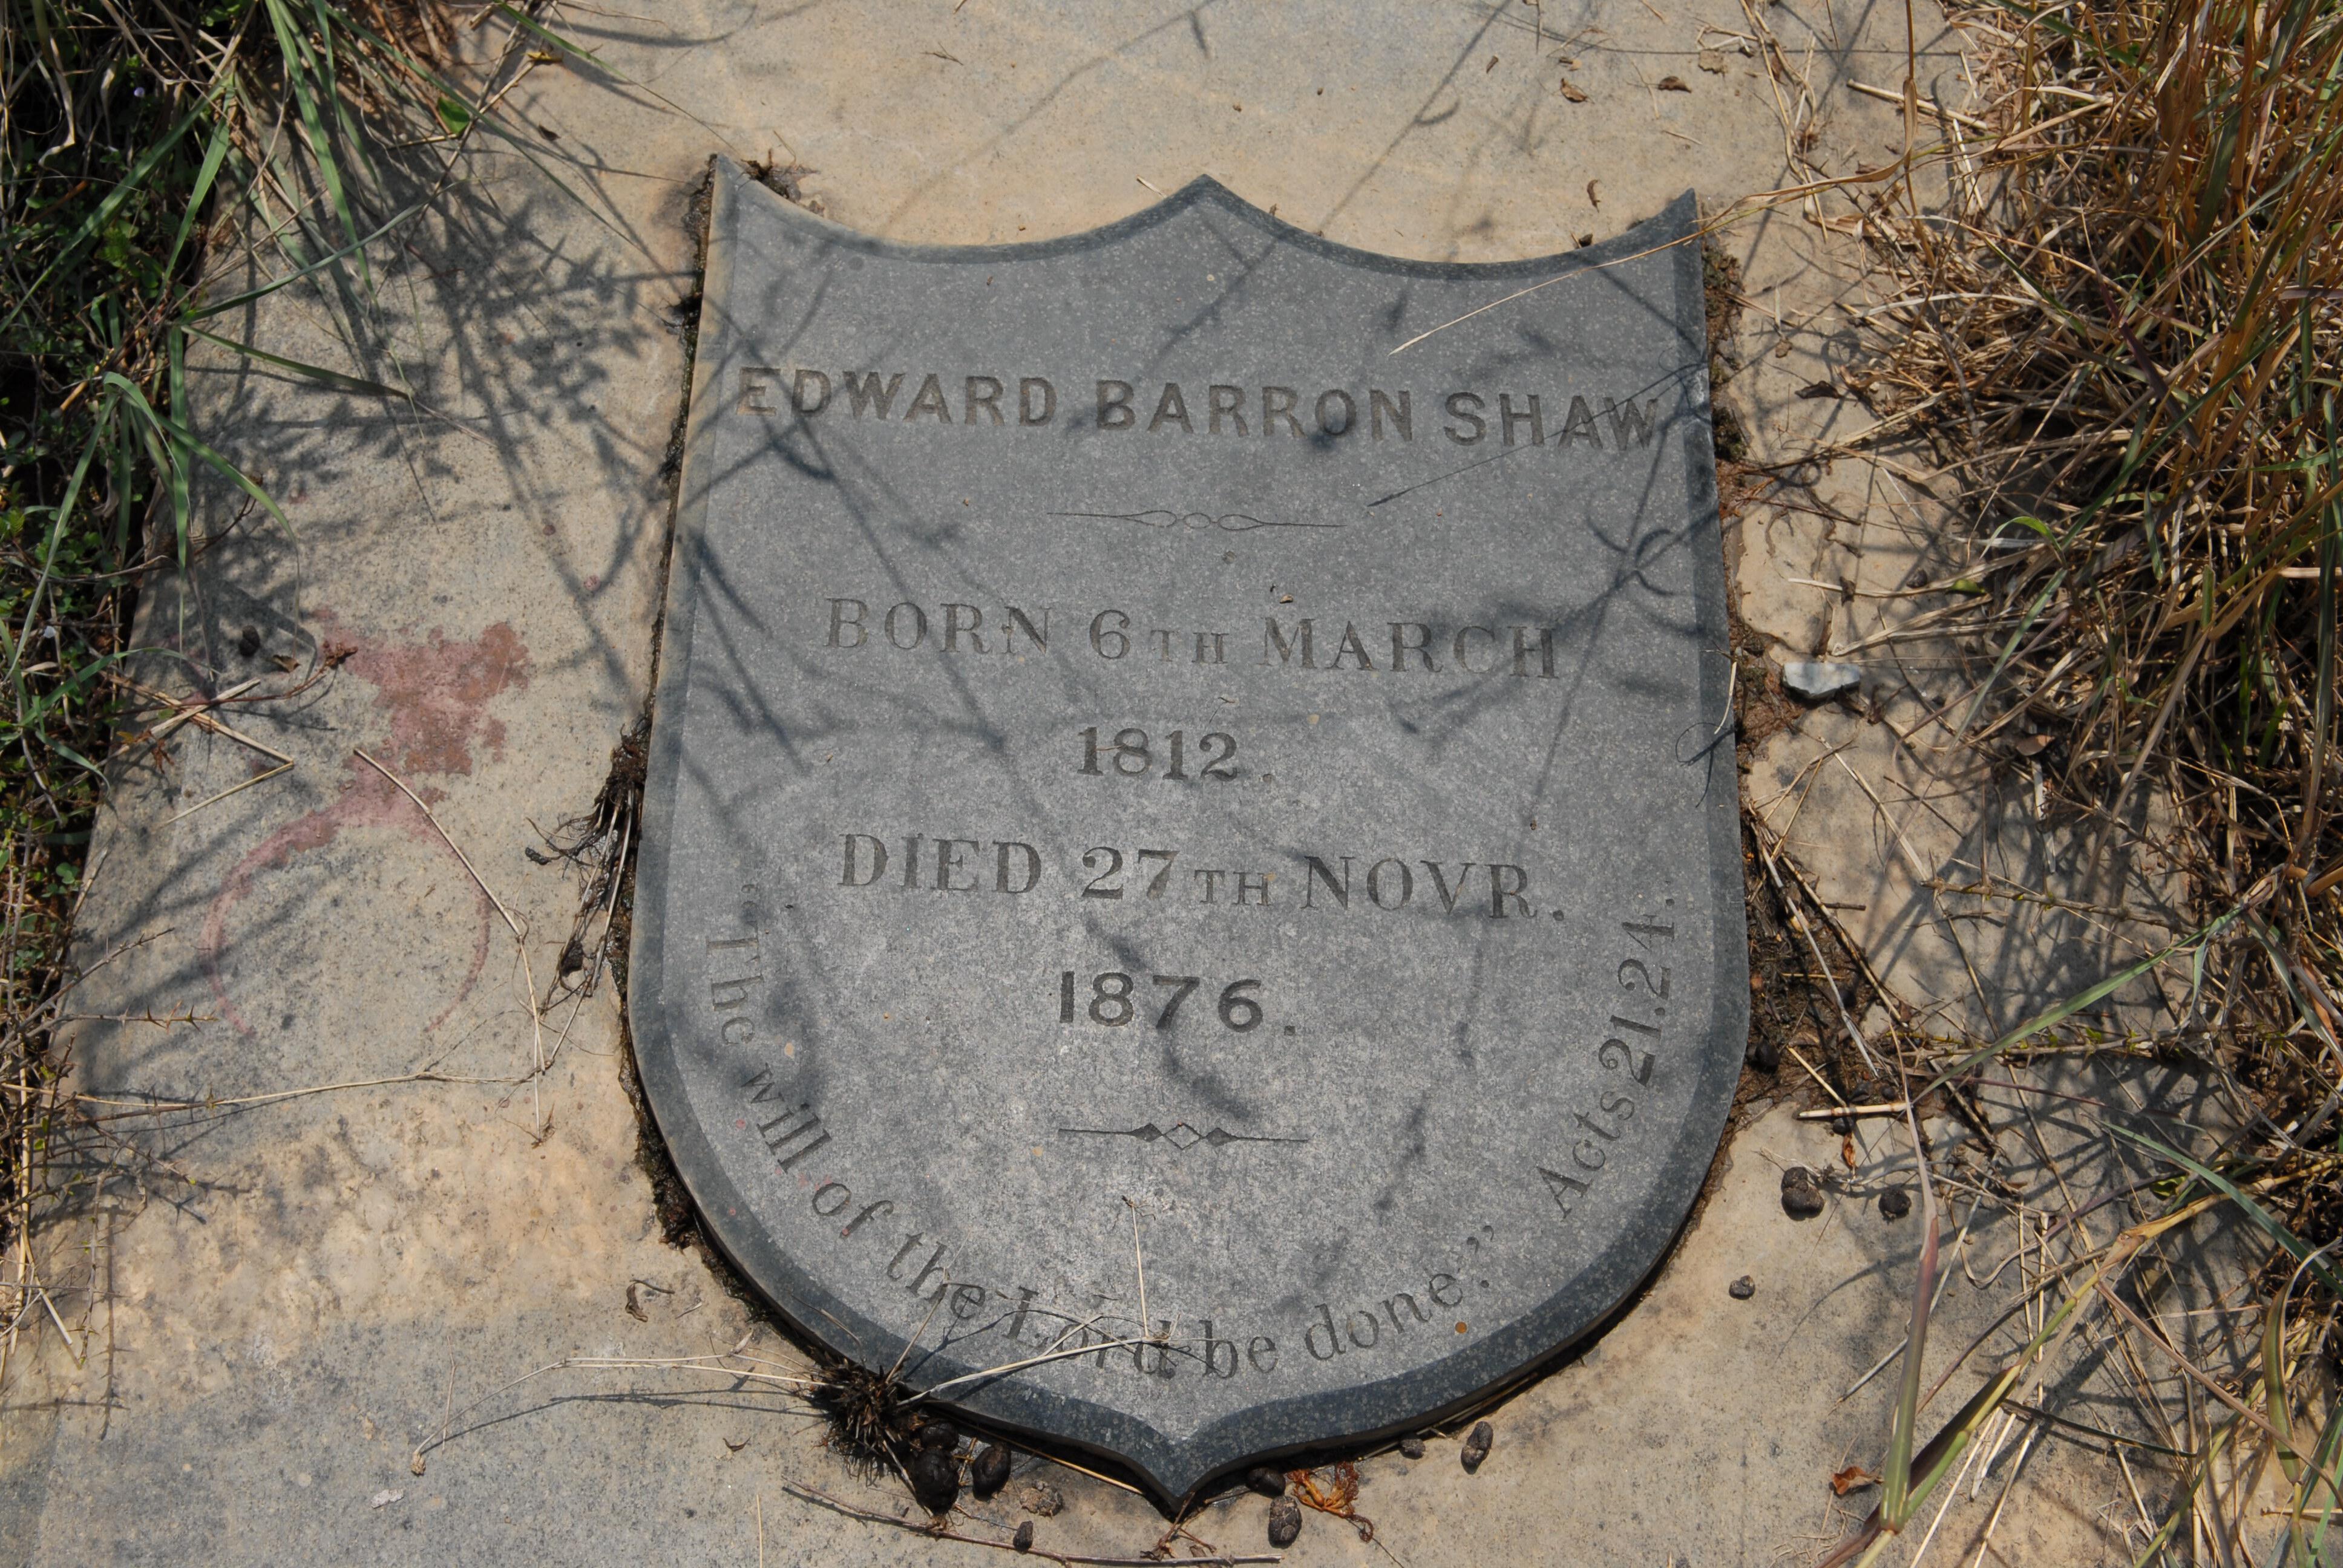 EDWARD BARRON SHAW
BORN 6TH MARCH
1812.
DIED 27TH NOVR.
1876.
"The will of the Lord be done." Acts 21.24.